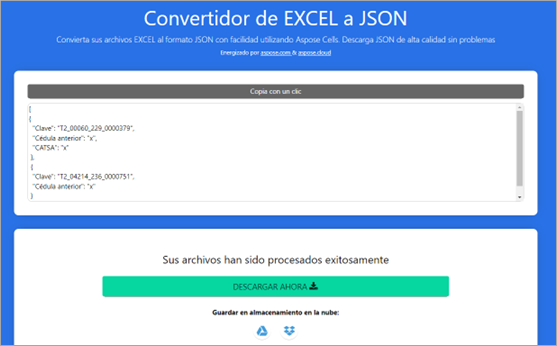 Convertidor de EXCEL a JSON
Convierta sus archivos EXCEL al formato JSON con facilidad utilizando Aspose Cells. Descarga JSON de alta calidad sin problemas
Energizado por aspose.com & aspose.cloud
Copia con un clic
[
{
"Clave": "T2_00060_229_0000379",
"Cédula anterior": "x",
"CATSA": "x"
},
{
"Clave": "T2_04214_236_0000751",
"Cédula anterior": "x"
}
Sus archivos han sido procesados exitosamente
DESCARGAR AHORA
Guardar en almacenamiento en la nube: